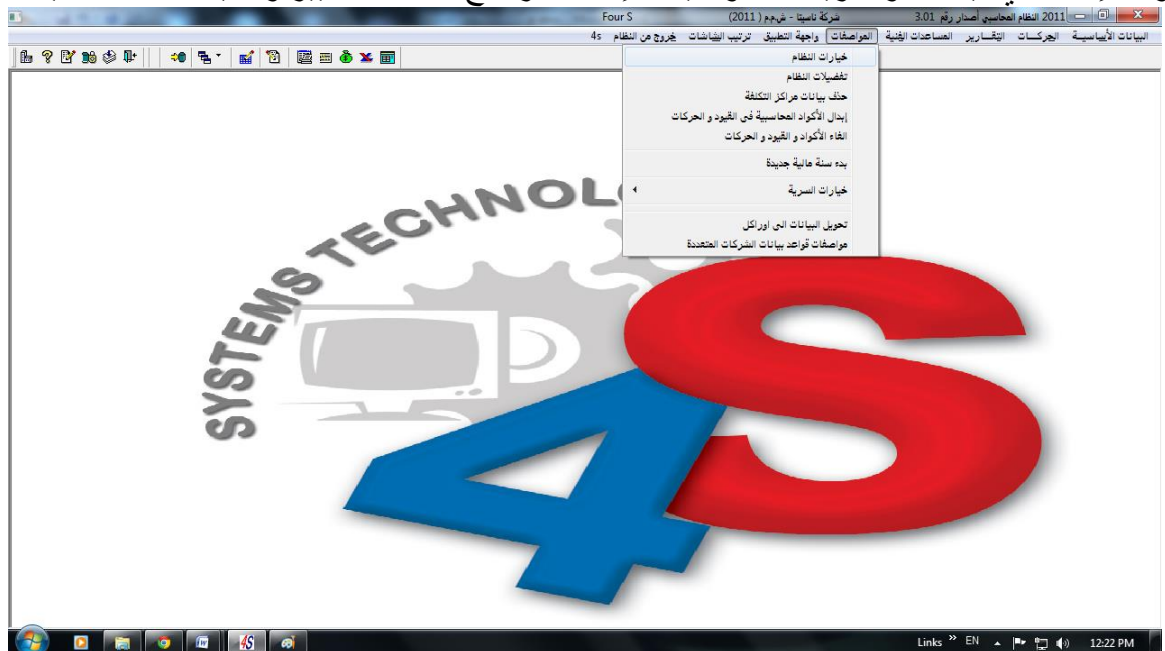 2011 النظام المحاسبي أصدار رقم 3.01 شركة ناسيتا - ش.م.م ( 2011 ) Four S
البيانات الأساسية الحركات التقارير المساعدات الفنية المواصفات واجهة التطبيق ترتيب الشاشات خروج من النظام 4s
خيارات النظام
تفضيلات النظام
حذف بيانات مراكز التكلفة
إبدال الأكواد المحاسبية فى القيود و الحركات
الغاء الأكواد و القيود و الحركات
بدء سنة مالية جديدة
خيارات السرية
تحويل البيانات الى اوراكل
مواصفات قواعد بيانات الشركات المتعددة
SYSTEMS TECHNOL
4S
Links » EN 12:22 PM